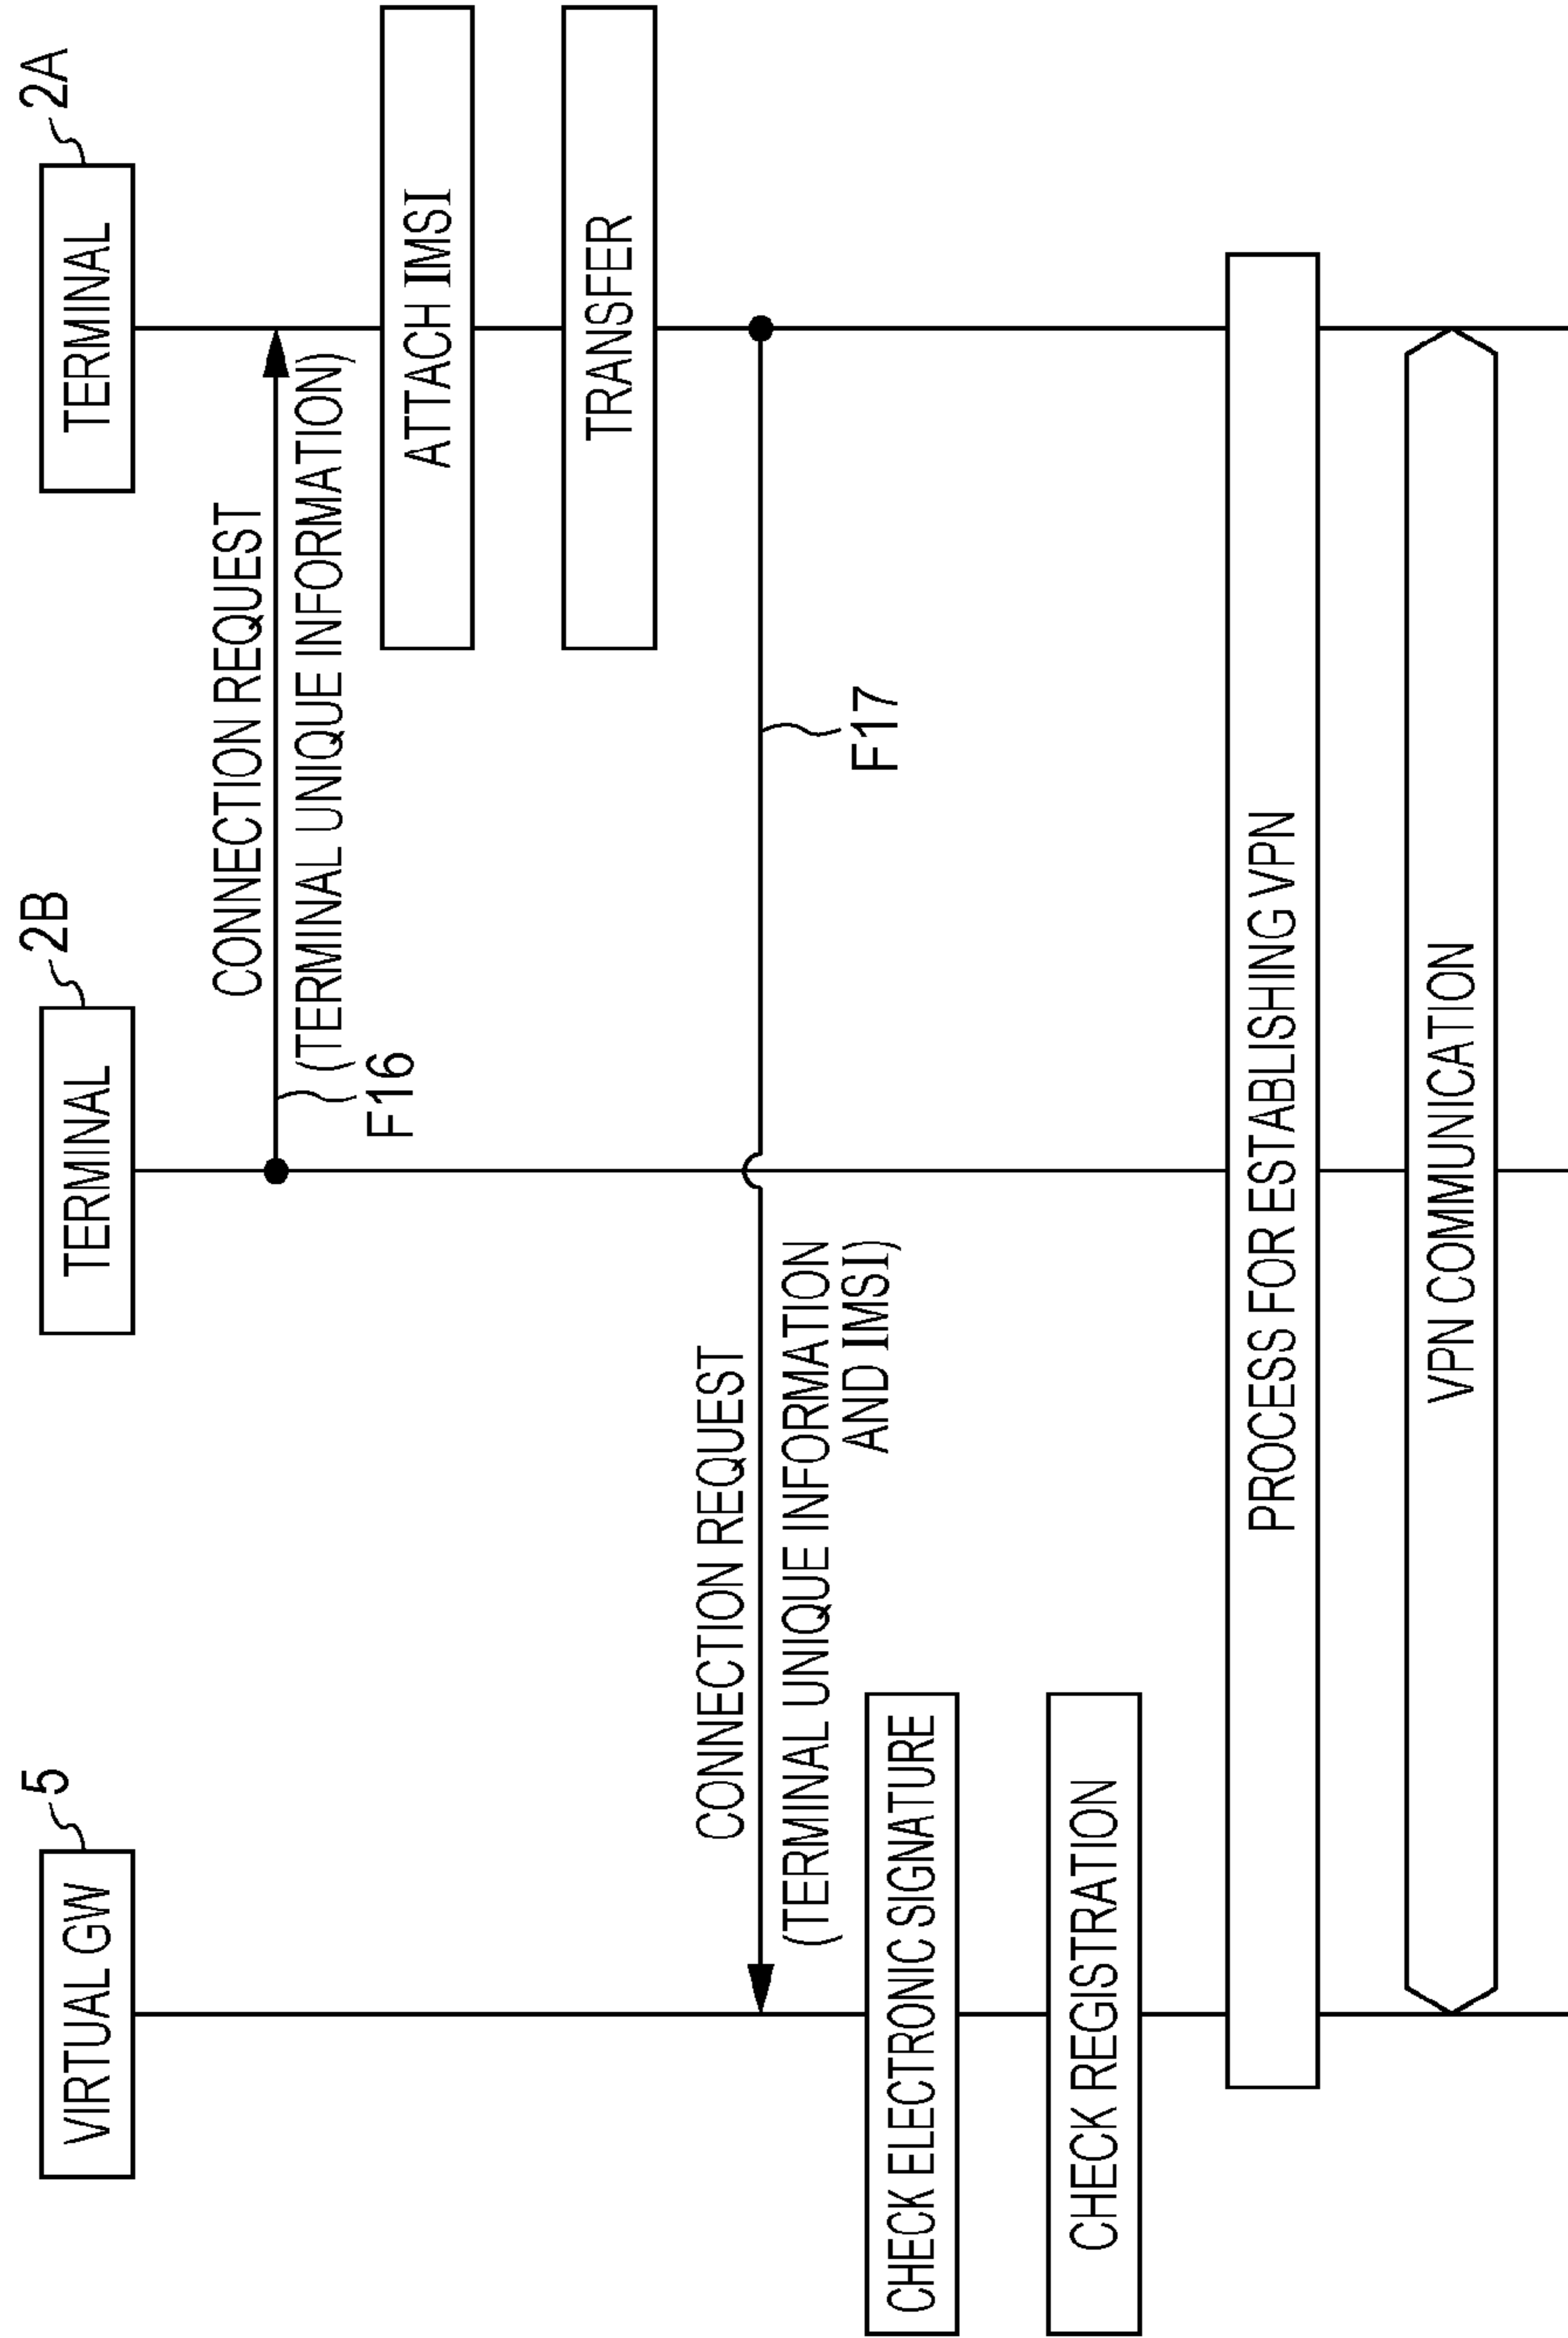 VIRTUAL GW
5
TERMINAL
2B
TERMINAL
2A
CONNECTION REQUEST
(TERMINAL UNIQUE INFORMATION)
F16
ATTACH IMSI
TRANSFER
CONNECTION REQUEST
(TERMINAL UNIQUE INFORMATION
AND IMSI)
F17
CHECK ELECTRONIC SIGNATURE
CHECK REGISTRATION
PROCESS FOR ESTABLISHING VPN
VPN COMMUNICATION